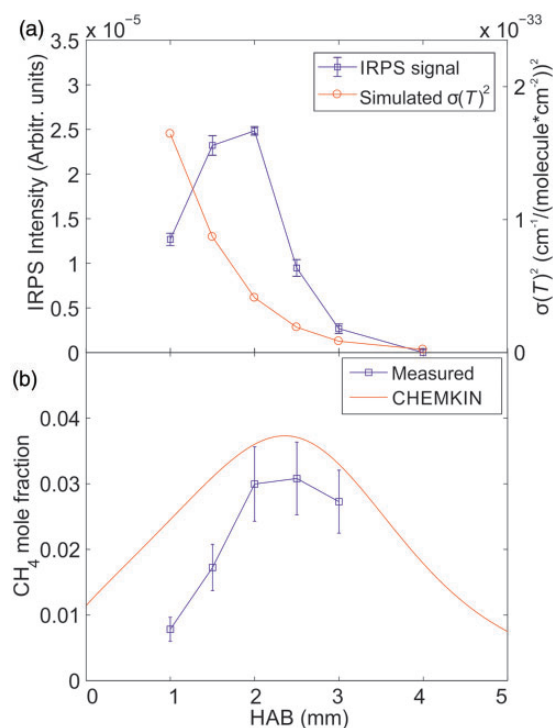 (a)
× 10⁻⁵
× 10⁻³³
3.5
3
2.5
2
1.5
1
0.5
0
IRPS Intensity (Arbitr. units)
IRPS signal
Simulated σ(T)²
2
1
0
σ(T)² (cm⁻¹/(molecule*cm⁻²))²
(b)
Measured
CHEMKIN
0.04
0.03
0.02
0.01
0
CH₄ mole fraction
0 1 2 3 4 5
HAB (mm)